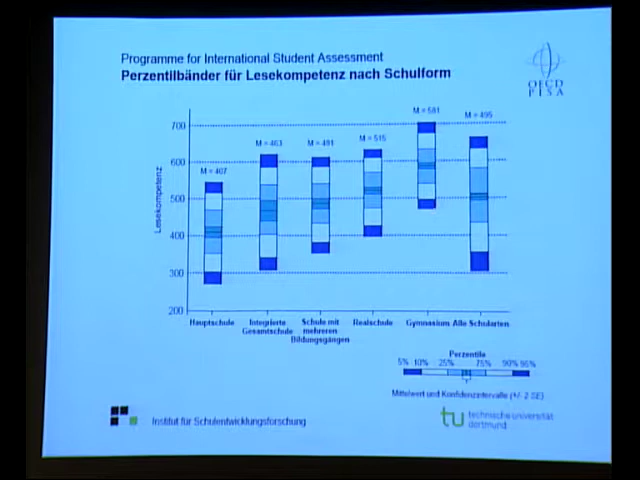 Programme for International Student Assessment
Perzentilbänder für Lesekompetenz nach Schulform
OECD
PISA
Lesekompetenz
700
600
500
400
300
200
M = 407
M = 463
M = 481
M = 515
M = 581
M = 495
Hauptschule
Integrierte
Gesamtschule
Schule mit
mehreren
Bildungsgängen
Realschule
Gymnasium
Alle Schularten
Perzentile
5% 10% 25% 75% 90% 95%
Mittelwert und Konfidenzintervalle (+/- 2 SE)
Institut für Schulentwicklungsforschung
tu technische universität
dortmund